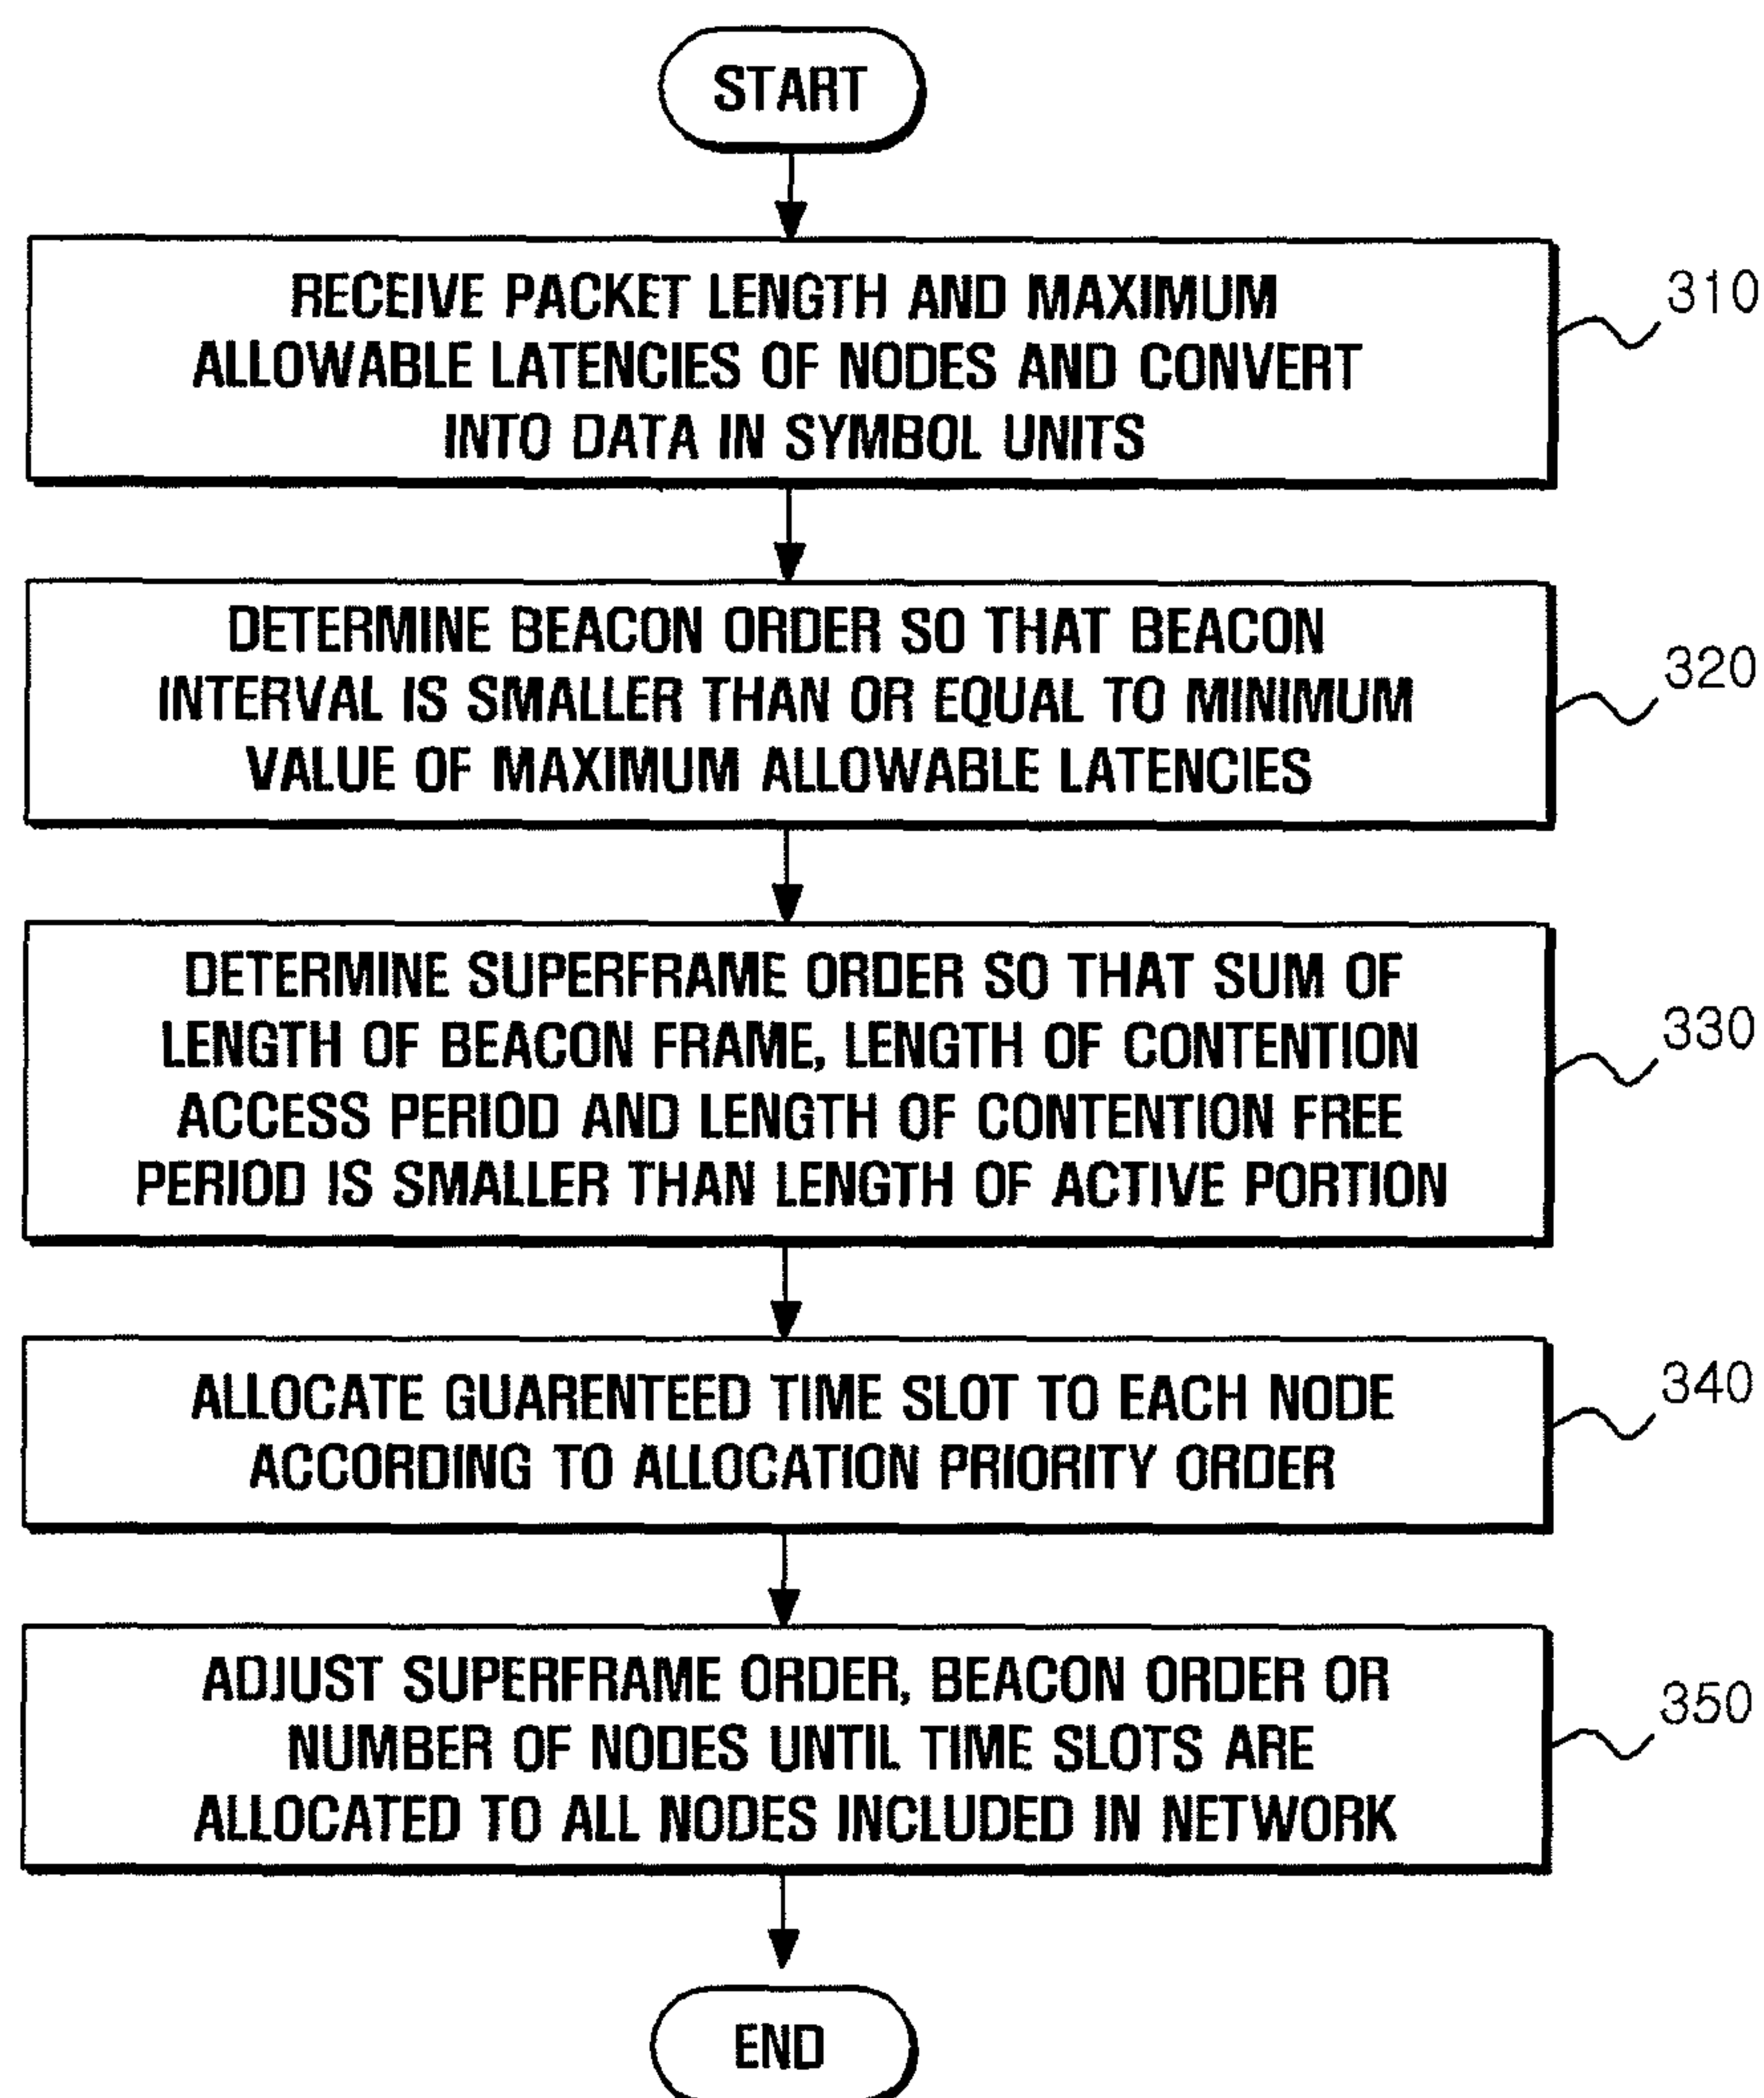 START
RECEIVE PACKET LENGTH AND MAXIMUM
ALLOWABLE LATENCIES OF NODES AND CONVERT
INTO DATA IN SYMBOL UNITS
310
DETERMINE BEACON ORDER SO THAT BEACON
INTERVAL IS SMALLER THAN OR EQUAL TO MINIMUM
VALUE OF MAXIMUM ALLOWABLE LATENCIES
320
DETERMINE SUPERFRAME ORDER SO THAT SUM OF
LENGTH OF BEACON FRAME, LENGTH OF CONTENTION
ACCESS PERIOD AND LENGTH OF CONTENTION FREE
PERIOD IS SMALLER THAN LENGTH OF ACTIVE PORTION
330
ALLOCATE GUARENTEED TIME SLOT TO EACH NODE
ACCORDING TO ALLOCATION PRIORITY ORDER
340
ADJUST SUPERFRAME ORDER, BEACON ORDER OR
NUMBER OF NODES UNTIL TIME SLOTS ARE
ALLOCATED TO ALL NODES INCLUDED IN NETWORK
350
END